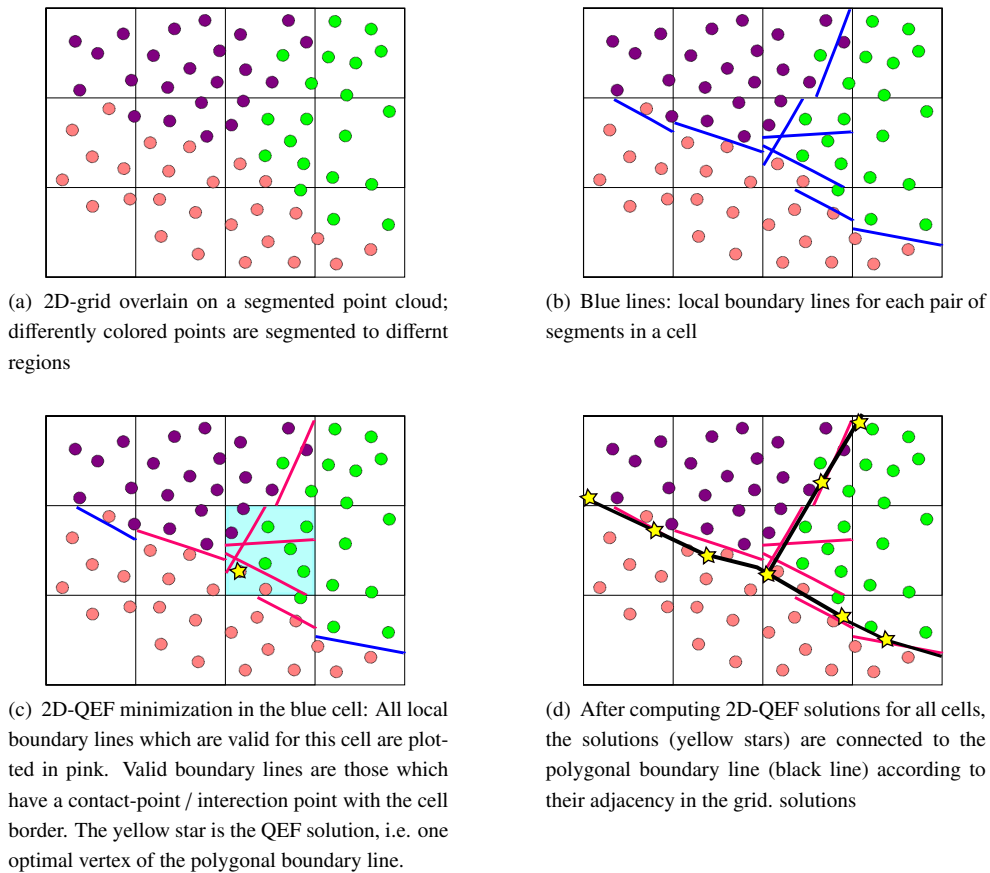 (a) 2D-grid overlain on a segmented point cloud;
differently colored points are segmented to differnt
regions
(b) Blue lines: local boundary lines for each pair of
segments in a cell
(c) 2D-QEF minimization in the blue cell: All local
boundary lines which are valid for this cell are plot-
ted in pink. Valid boundary lines are those which
have a contact-point / interection point with the cell
border. The yellow star is the QEF solution, i.e. one
optimal vertex of the polygonal boundary line.
(d) After computing 2D-QEF solutions for all cells,
the solutions (yellow stars) are connected to the
polygonal boundary line (black line) according to
their adjacency in the grid. solutions